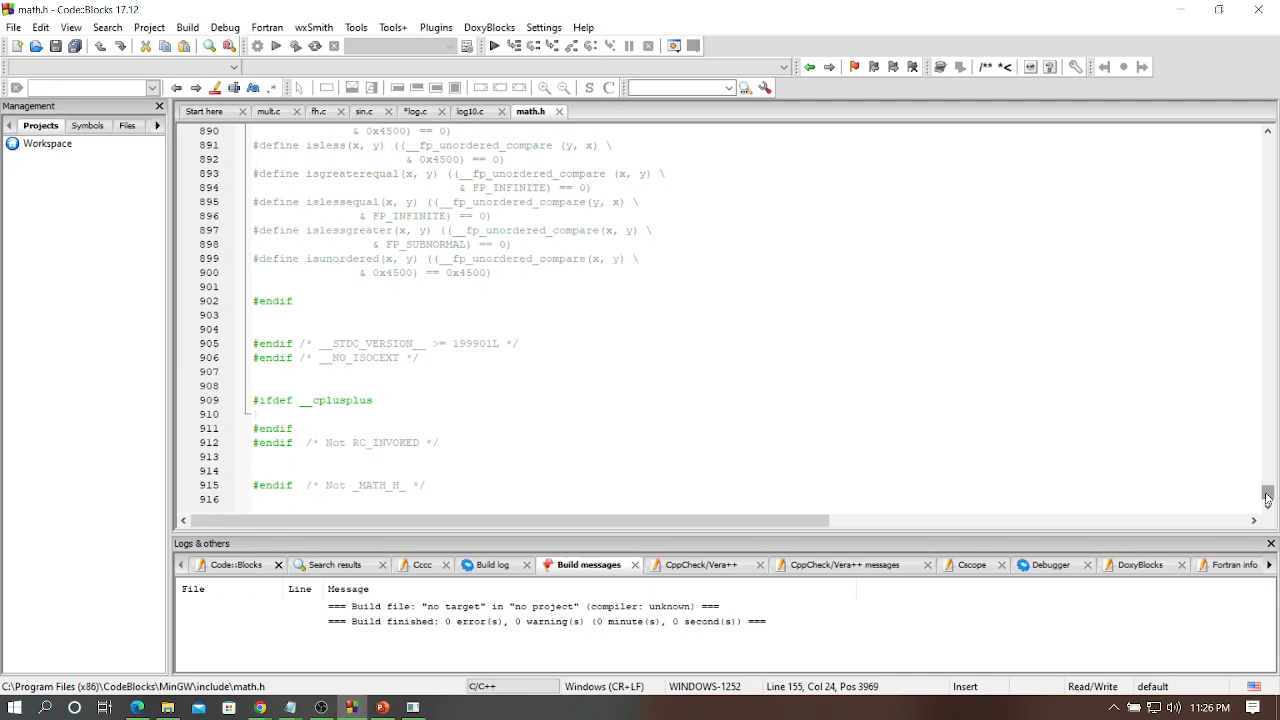 math.h - Code::Blocks 17.12
File Edit View Search Project Build Debug Fortran wxSmith Tools Tools+ Plugins DoxyBlocks Settings Help
/** *<
S C
Management
Start here mult.c fh.c sin.c *log.c log10.c math.h
Projects Symbols Files
Workspace
890 & 0x4500) == 0)
891 #define isless(x, y) ((__fp_unordered_compare (y, x) \
892 & 0x4500) == 0)
893 #define isgreaterequal(x, y) ((__fp_unordered_compare (x, y) \
894 & FP_INFINITE) == 0)
895 #define islessequal(x, y) ((__fp_unordered_compare(y, x) \
896 & FP_INFINITE) == 0)
897 #define islessgreater(x, y) ((__fp_unordered_compare(x, y) \
898 & FP_SUBNORMAL) == 0)
899 #define isunordered(x, y) ((__fp_unordered_compare(x, y) \
900 & 0x4500) == 0x4500)
901
902 #endif
903
904
905 #endif /* __STDC_VERSION__ >= 199901L */
906 #endif /* __NO_ISOCEXT */
907
908
909 #ifdef __cplusplus
910 }
911 #endif
912 #endif /* Not RC_INVOKED */
913
914
915 #endif /* Not _MATH_H_ */
916
Logs & others
Code::Blocks Search results Cccc Build log Build messages CppCheck/Vera++ CppCheck/Vera++ messages Cscope Debugger DoxyBlocks Fortran info
File Line Message
=== Build file: "no target" in "no project" (compiler: unknown) ===
=== Build finished: 0 error(s), 0 warning(s) (0 minute(s), 0 second(s)) ===
C:\Program Files (x86)\CodeBlocks\MinGW\include\math.h C/C++ Windows (CR+LF) WINDOWS-1252 Line 155, Col 24, Pos 3969 Insert Read/Write default
11:26 PM